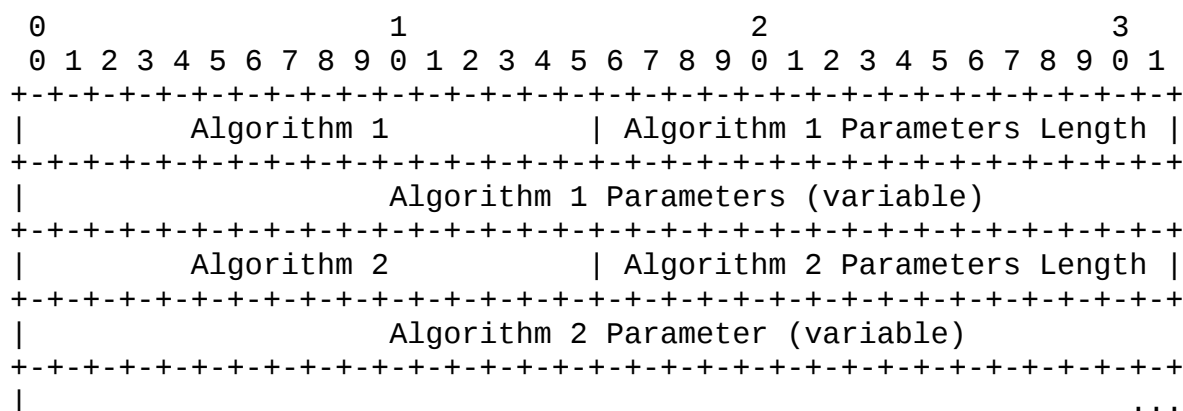 0                   1                   2                   3
 0 1 2 3 4 5 6 7 8 9 0 1 2 3 4 5 6 7 8 9 0 1 2 3 4 5 6 7 8 9 0 1
+-+-+-+-+-+-+-+-+-+-+-+-+-+-+-+-+-+-+-+-+-+-+-+-+-+-+-+-+-+-+-+-+
|         Algorithm 1           | Algorithm 1 Parameters Length |
+-+-+-+-+-+-+-+-+-+-+-+-+-+-+-+-+-+-+-+-+-+-+-+-+-+-+-+-+-+-+-+-+
|                    Algorithm 1 Parameters (variable)
+-+-+-+-+-+-+-+-+-+-+-+-+-+-+-+-+-+-+-+-+-+-+-+-+-+-+-+-+-+-+-+-+
|         Algorithm 2           | Algorithm 2 Parameters Length |
+-+-+-+-+-+-+-+-+-+-+-+-+-+-+-+-+-+-+-+-+-+-+-+-+-+-+-+-+-+-+-+-+
|                    Algorithm 2 Parameter (variable)
+-+-+-+-+-+-+-+-+-+-+-+-+-+-+-+-+-+-+-+-+-+-+-+-+-+-+-+-+-+-+-+-+
|                                                             ...